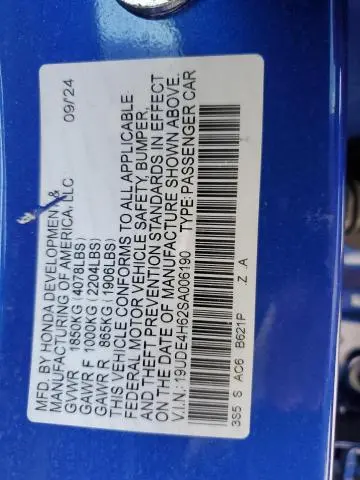 MFD. BY HONDA DEVELOPMENT &
MANUFACTURING OF AMERICA, LLC 09/24
GVWR 1850KG (4078LBS)
GAWR F 1000KG (2204LBS)
GAWR R 865KG (1906LBS)
THIS VEHICLE CONFORMS TO ALL APPLICABLE
FEDERAL MOTOR VEHICLE SAFETY, BUMPER,
AND THEFT PREVENTION STANDARDS IN EFFECT
ON THE DATE OF MANUFACTURE SHOWN ABOVE.
V.I.N.: 19UDE4H62SA006190 TYPE:PASSENGER CAR
3S5 S AC6 B621P .Z .A